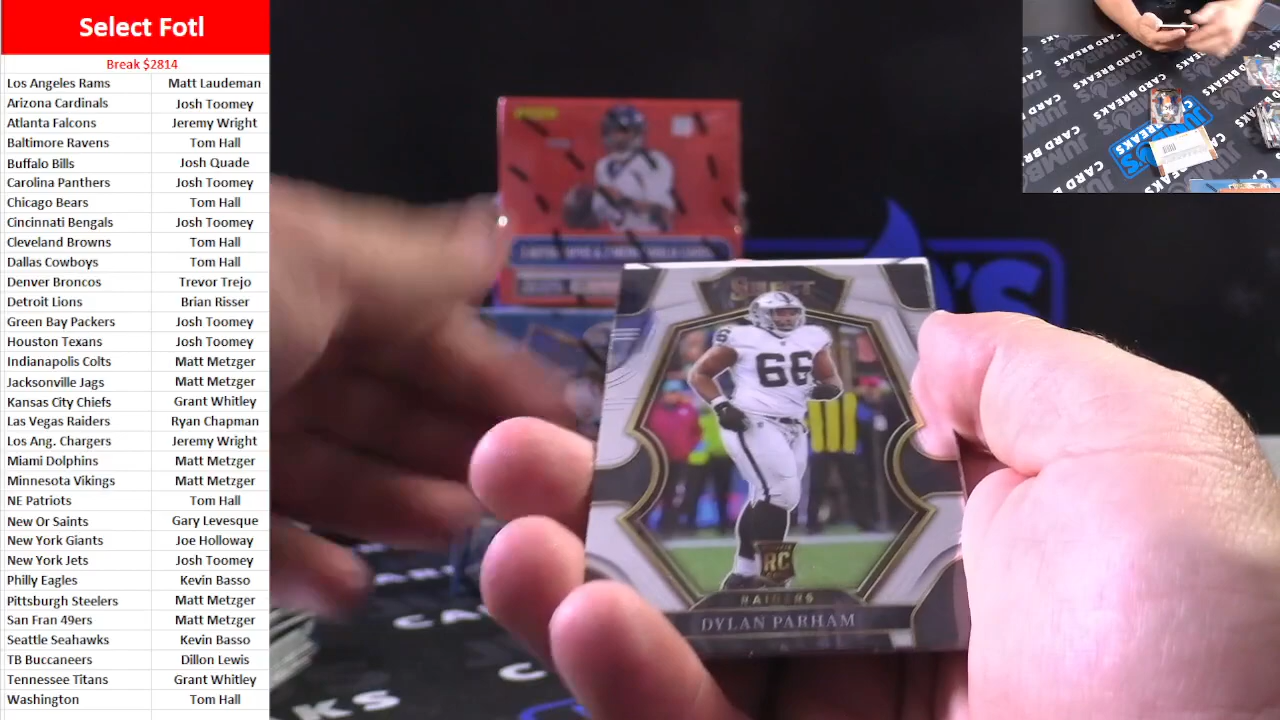 Select Fotl
Break $2814
Los Angeles Rams Matt Laudeman
Arizona Cardinals Josh Toomey
Atlanta Falcons Jeremy Wright
Baltimore Ravens Tom Hall
Buffalo Bills Josh Quade
Carolina Panthers Josh Toomey
Chicago Bears Tom Hall
Cincinnati Bengals Josh Toomey
Cleveland Browns Tom Hall
Dallas Cowboys Tom Hall
Denver Broncos Trevor Trejo
Detroit Lions Brian Risser
Green Bay Packers Josh Toomey
Houston Texans Josh Toomey
Indianapolis Colts Matt Metzger
Jacksonville Jags Matt Metzger
Kansas City Chiefs Grant Whitley
Las Vegas Raiders Ryan Chapman
Los Ang. Chargers Jeremy Wright
Miami Dolphins Matt Metzger
Minnesota Vikings Matt Metzger
NE Patriots Tom Hall
New Or Saints Gary Levesque
New York Giants Joe Holloway
New York Jets Josh Toomey
Philly Eagles Kevin Basso
Pittsburgh Steelers Matt Metzger
San Fran 49ers Matt Metzger
Seattle Seahawks Kevin Basso
TB Buccaneers Dillon Lewis
Tennessee Titans Grant Whitley
Washington Tom Hall
SELECT
66
RC
RAIDERS
DYLAN PARHAM
CARD BREAKS
CARD BREAKS